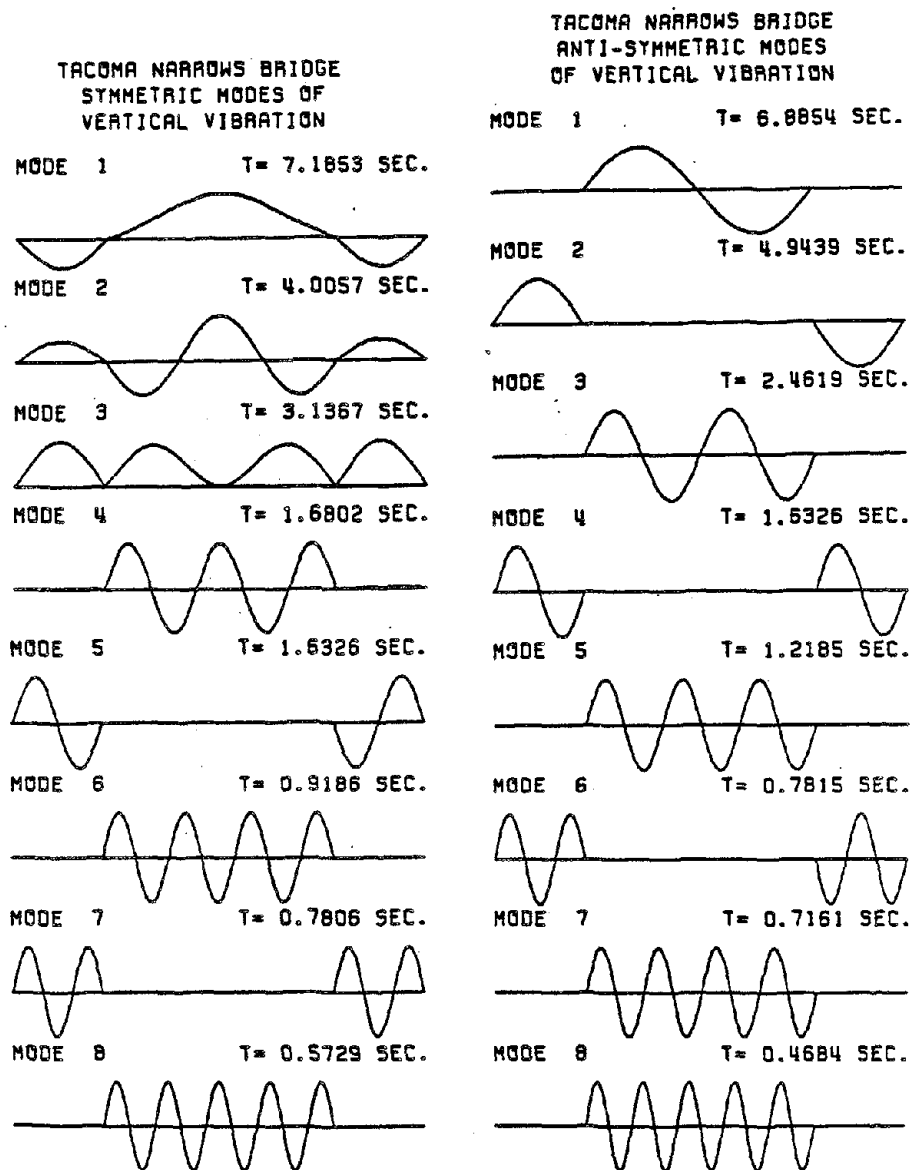 TACOMA NARROWS BRIDGE
SYMMETRIC MODES OF
VERTICAL VIBRATION
MODE 1 T= 7.1853 SEC.
MODE 2 T= 4.0057 SEC.
MODE 3 T= 3.1367 SEC.
MODE 4 T= 1.6802 SEC.
MODE 5 T= 1.5326 SEC.
MODE 6 T= 0.9186 SEC.
MODE 7 T= 0.7806 SEC.
MODE 8 T= 0.5729 SEC.
TACOMA NARROWS BRIDGE
ANTI-SYMMETRIC MODES
OF VERTICAL VIBRATION
MODE 1 T= 6.8854 SEC.
MODE 2 T= 4.9439 SEC.
MODE 3 T= 2.4619 SEC.
MODE 4 T= 1.5326 SEC.
MODE 5 T= 1.2185 SEC.
MODE 6 T= 0.7815 SEC.
MODE 7 T= 0.7161 SEC.
MODE 8 T= 0.4684 SEC.